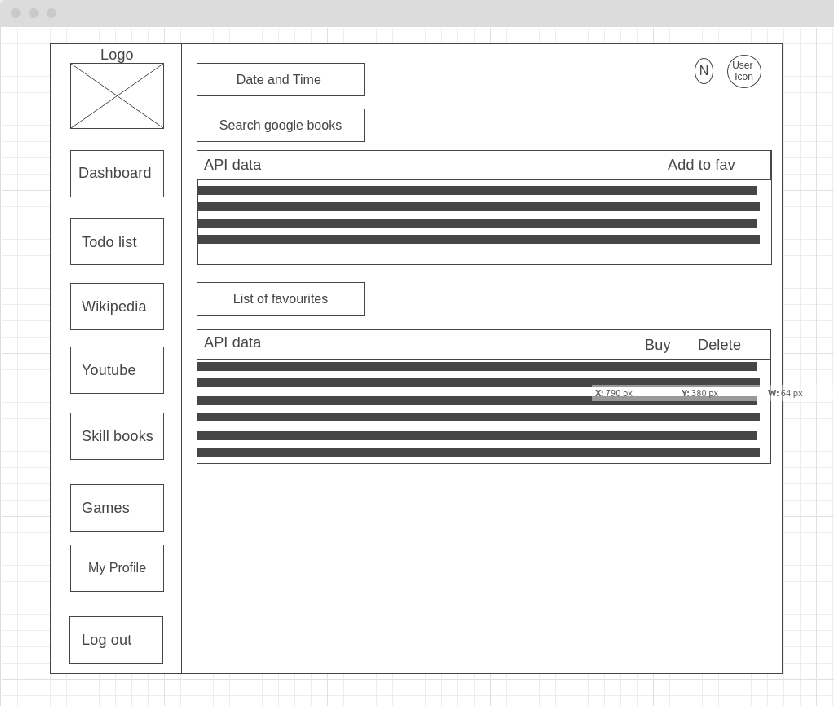 Logo
Date and Time
N
User
Icon
Search google books
Dashboard
API data
Add to fav
Todo list
Wikipedia
List of favourites
API data
Buy
Delete
Youtube
X: 790 px
Y: 380 px
W: 64 px
Skill books
Games
My Profile
Log out